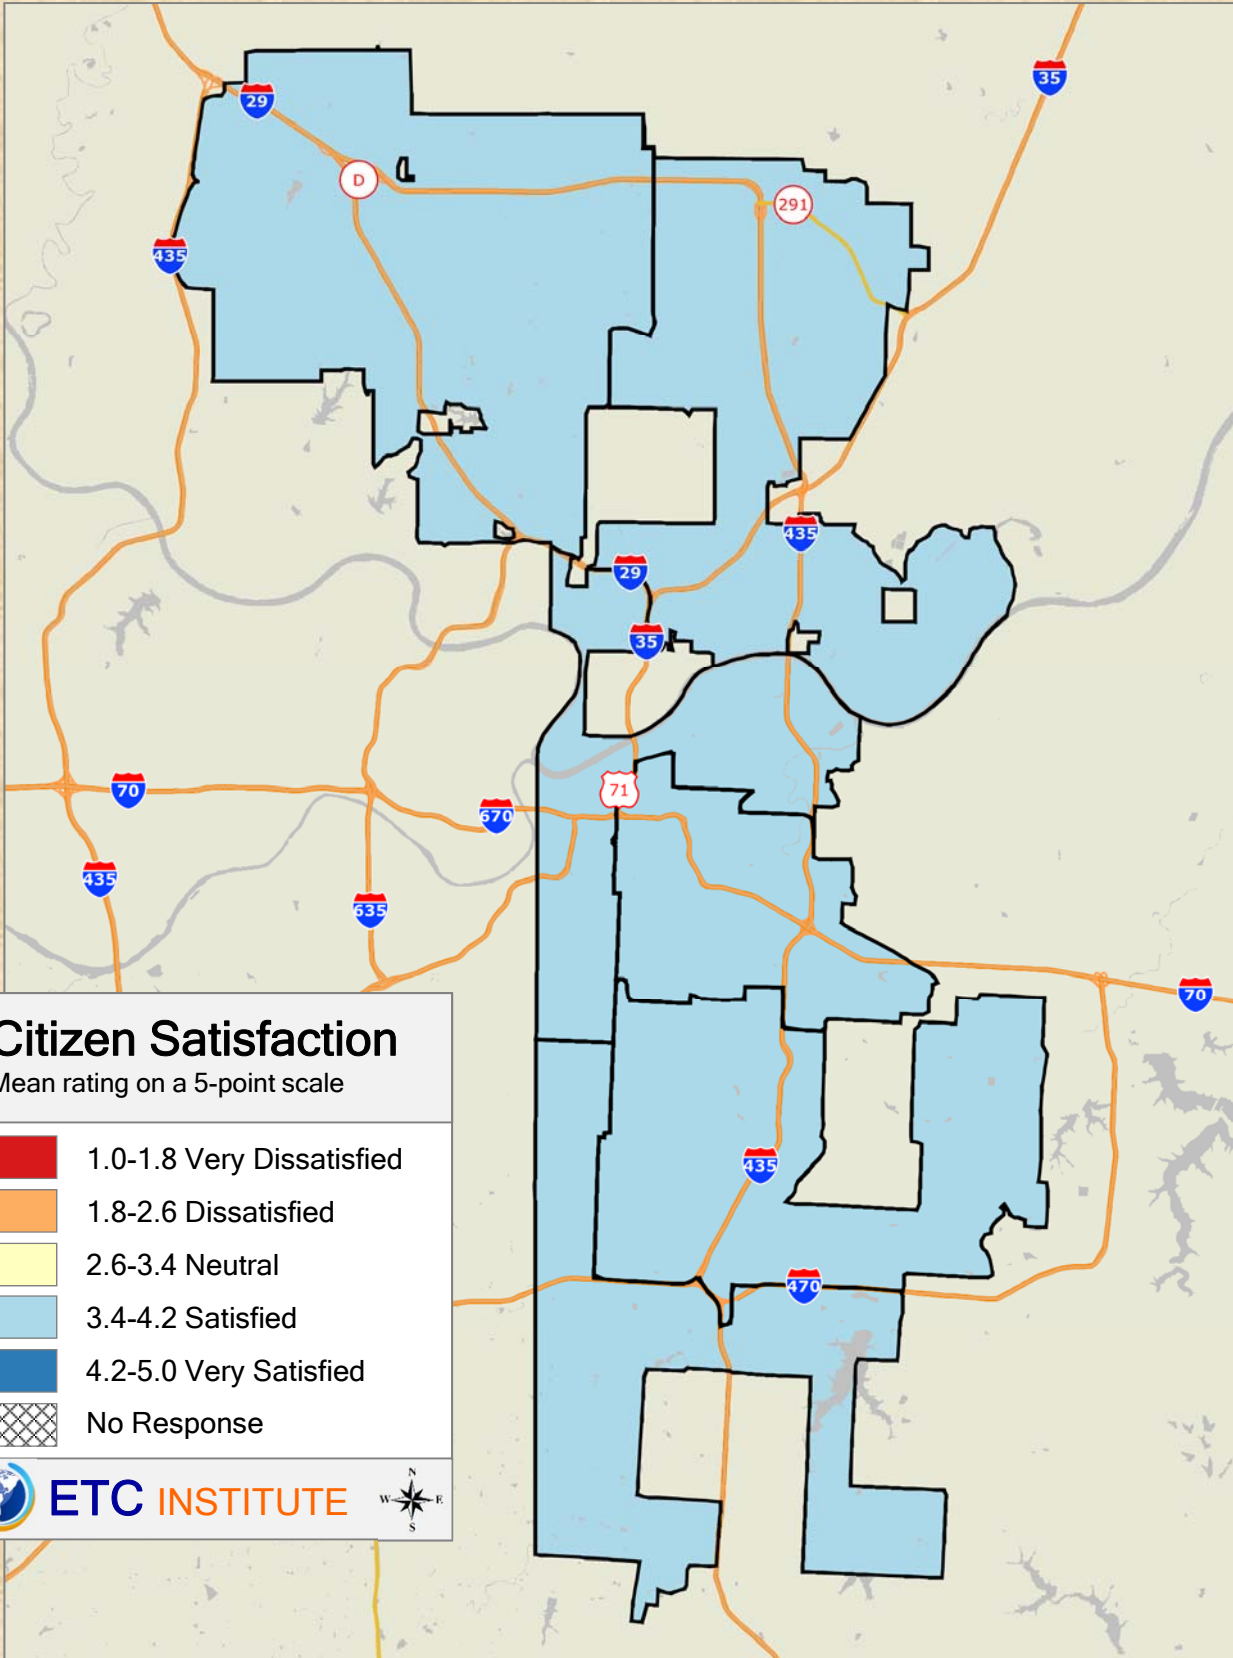 35
29
D
291
435
435
29
35
70
71
670
435
635
70
Citizen Satisfaction
Mean rating on a 5-point scale
1.0-1.8 Very Dissatisfied
435
1.8-2.6 Dissatisfied
2.6-3.4 Neutral
470
3.4-4.2 Satisfied
4.2-5.0 Very Satisfied
No Response
ETC INSTITUTE
N
W E
S